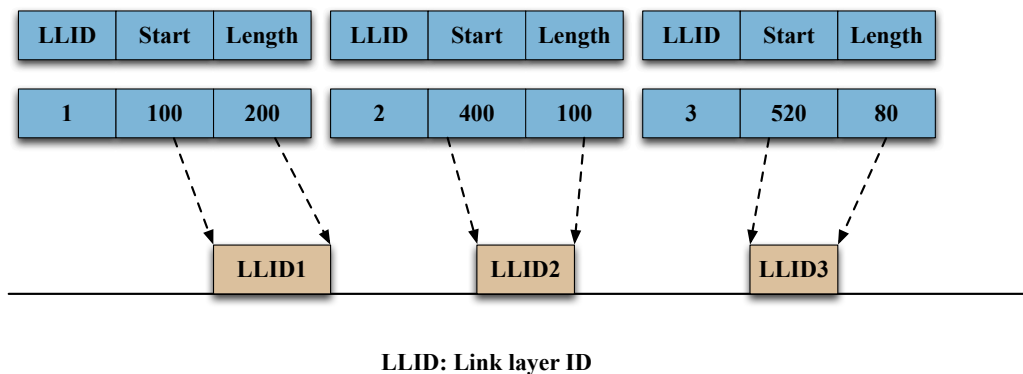 LLID Start Length LLID Start Length LLID Start Length
1 100 200 2 400 100 3 520 80
LLID1 LLID2 LLID3
LLID: Link layer ID